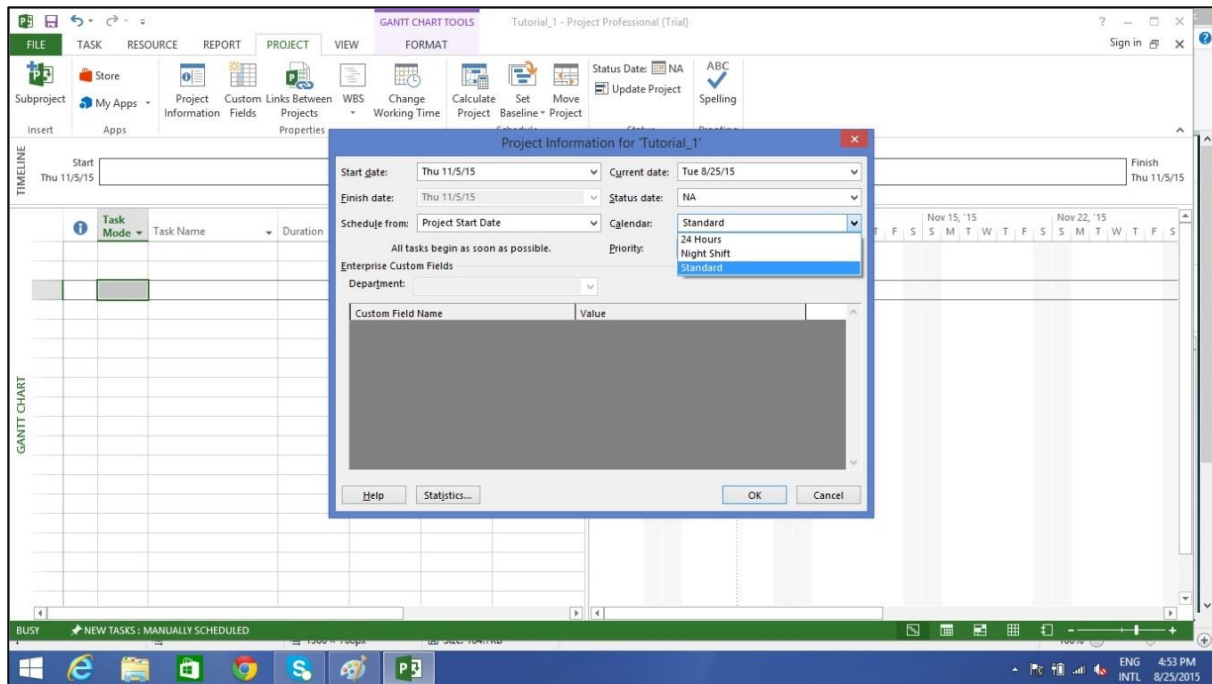 GANTT CHART TOOLS Tutorial_1 - Project Professional (Trial)
FILE TASK RESOURCE REPORT PROJECT VIEW FORMAT Sign in
Subproject
Store
My Apps
Project Information
Custom Fields
Links Between Projects
WBS
Change Working Time
Calculate Project
Set Baseline
Move Project
Status Date: NA
Update Project
ABC
Spelling
Insert Apps Properties
Project Information for 'Tutorial_1'
TIMELINE
Start
Thu 11/5/15
Finish
Thu 11/5/15
Start date: Thu 11/5/15 Current date: Tue 8/25/15
Finish date: Thu 11/5/15 Status date: NA
Schedule from: Project Start Date Calendar: Standard
24 Hours
Night Shift
Standard
All tasks begin as soon as possible. Priority:
Enterprise Custom Fields
Department:
Custom Field Name Value
Help Statistics... OK Cancel
Task Mode Task Name Duration
Nov 15, '15 Nov 22, '15
T F S S M T W T F S S M T W T F S
GANTT CHART
BUSY NEW TASKS : MANUALLY SCHEDULED
ENG 4:53 PM
INTL 8/25/2015